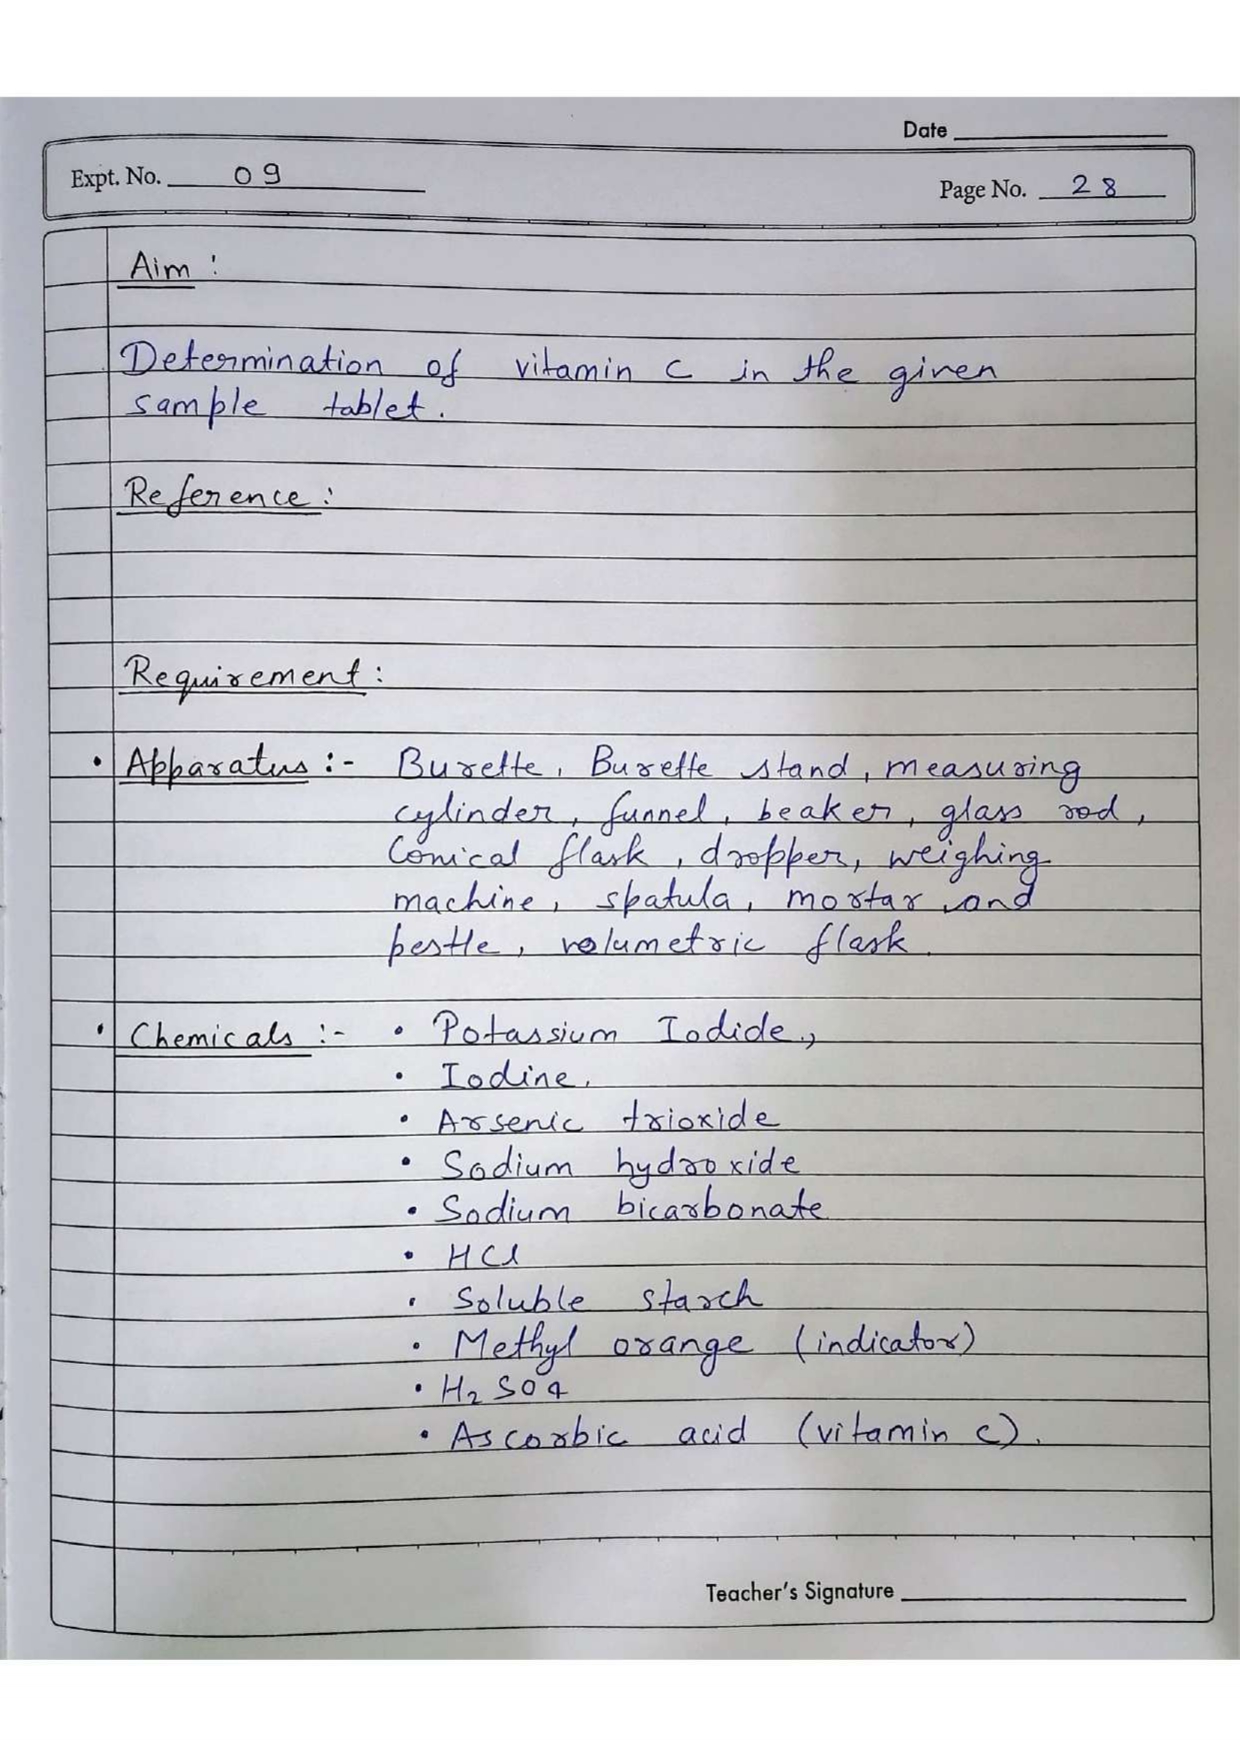 Date
Expt. No. 09
Page No. 28
Aim :
Determination of vitamin C in the given
sample tablet.
Reference :
Requirement :
• Apparatus :- Burette, Burette stand, measuring
cylinder, funnel, beaker, glass rod,
Conical flask, dropper, weighing
machine, spatula, mortar and
pestle, volumetric flask.
• Chemicals :- • Potassium Iodide.,
• Iodine.
• Arsenic trioxide
• Sodium hydroxide
• Sodium bicarbonate
• HCl
• Soluble starch
• Methyl orange (indicator)
• H2SO4
• Ascorbic acid (vitamin c).
Teacher's Signature